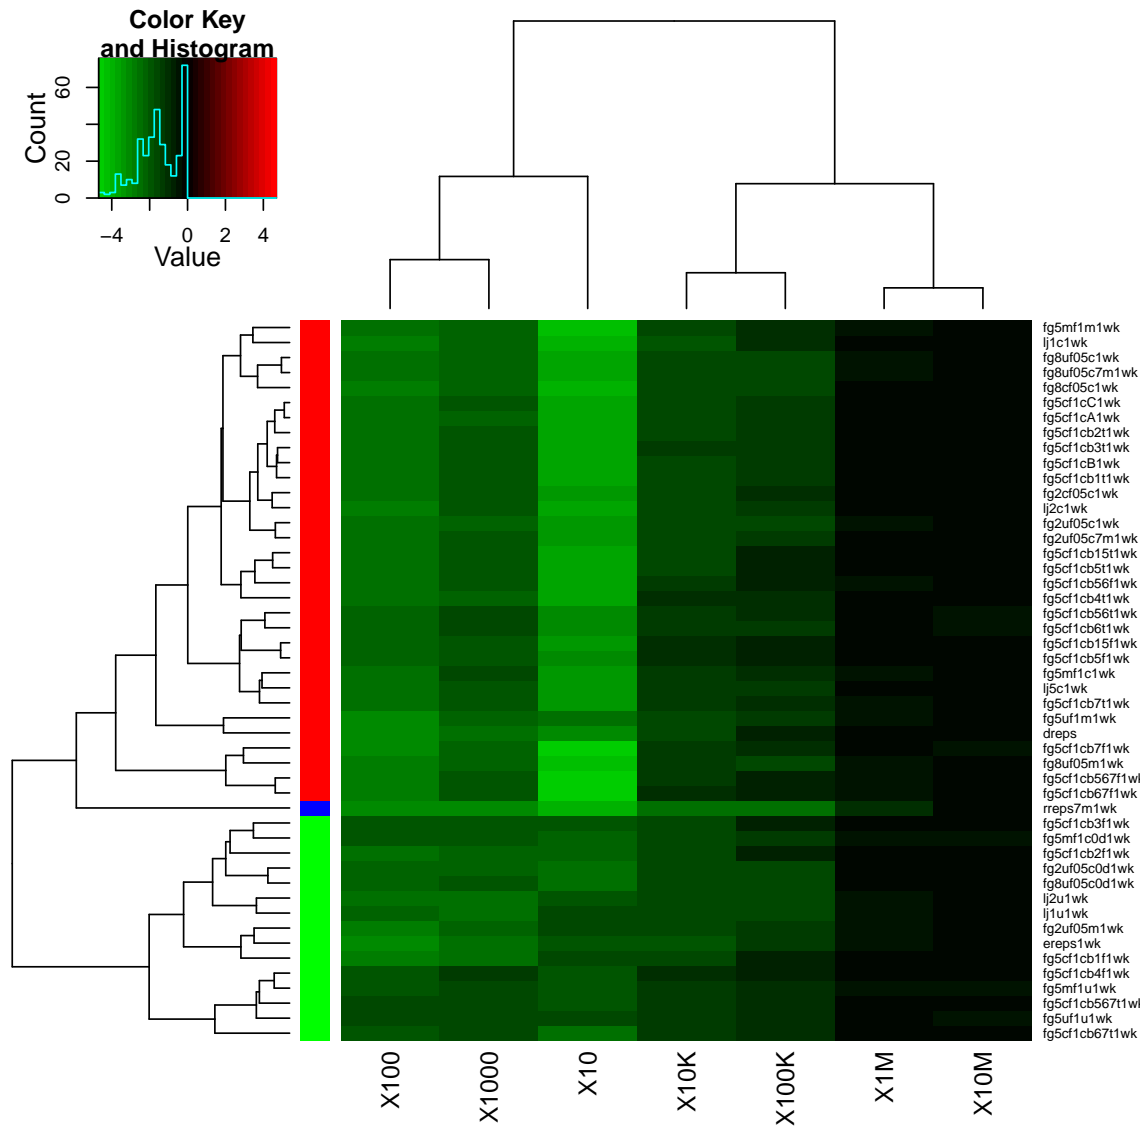 Color Key
and Histogram
Count
0
20
60
−4
0
2
4
Value
fg5mf1m1wk
lj1c1wk
fg8uf05c1wk
fg8uf05c7m1wk
fg8cf05c1wk
fg5cf1cC1wk
fg5cf1cA1wk
fg5cf1cb2t1wk
fg5cf1cb3t1wk
fg5cf1cB1wk
fg5cf1cb1t1wk
fg2cf05c1wk
lj2c1wk
fg2uf05c1wk
fg2uf05c7m1wk
fg5cf1cb15t1wk
fg5cf1cb5t1wk
fg5cf1cb56f1wk
fg5cf1cb4t1wk
fg5cf1cb56t1wk
fg5cf1cb6t1wk
fg5cf1cb15f1wk
fg5cf1cb5f1wk
fg5mf1c1wk
lj5c1wk
fg5cf1cb7t1wk
fg5uf1m1wk
dreps
fg5cf1cb7f1wk
fg8uf05m1wk
fg5cf1cb567f1wk
fg5cf1cb67f1wk
rreps7m1wk
fg5cf1cb3f1wk
fg5mf1c0d1wk
fg5cf1cb2f1wk
fg2uf05c0d1wk
fg8uf05c0d1wk
lj2u1wk
lj1u1wk
fg2uf05m1wk
ereps1wk
fg5cf1cb1f1wk
fg5cf1cb4f1wk
fg5mf1u1wk
fg5cf1cb567t1wk
fg5uf1u1wk
fg5cf1cb67t1wk
X100
X1000
X10
X10K
X100K
X1M
X10M